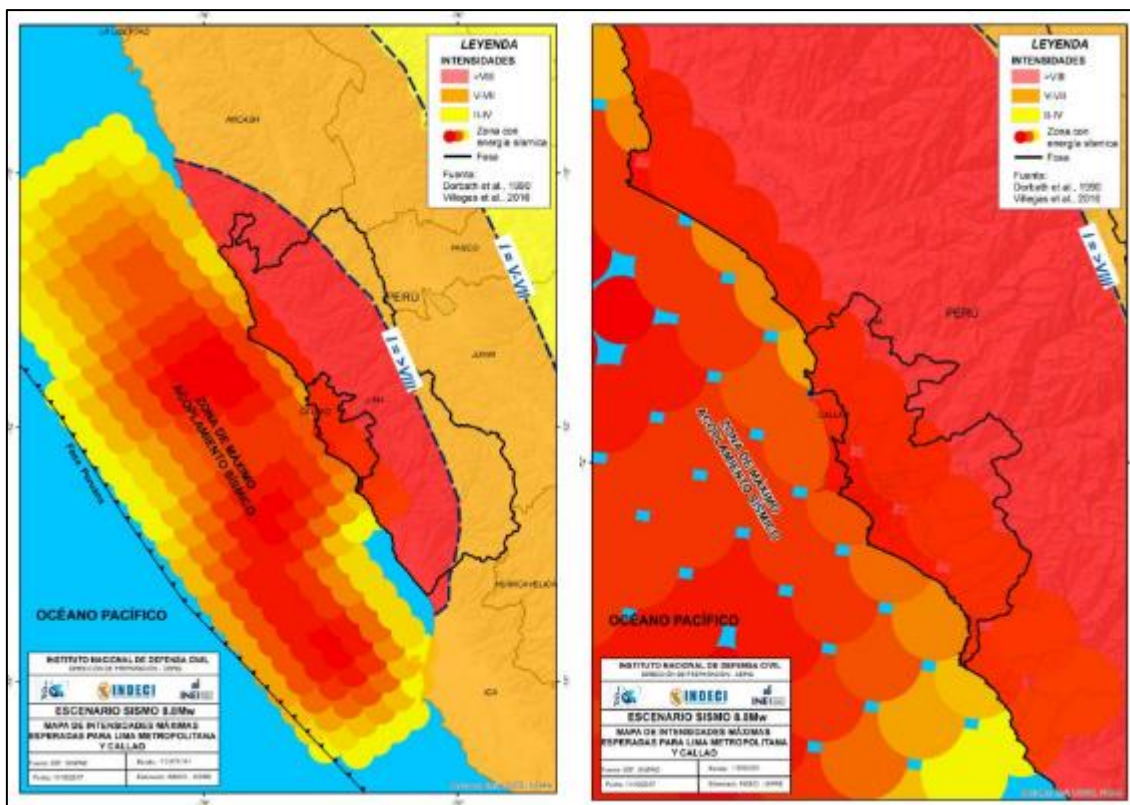 LEYENDA
INTENSIDADES
>VIII
V-VII
II-IV
Zona con
energía sísmica
Fosa
Fuente:
Dorbath et al., 1990
Villegas et al., 2016
ANCASH
PASCO
PERÚ
JUNIN
LIMA
CALLAO
HUANCAVELICA
ICA
I = V-VII
I = >VIII
ZONA DE MÁXIMO
ACOPLAMIENTO SÍSMICO
Fosa Peruana
OCÉANO PACÍFICO
INSTITUTO NACIONAL DE DEFENSA CIVIL
INDECI
INEI
ESCENARIO SISMO 8.8Mw
MAPA DE INTENSIDADES MÁXIMAS
ESPERADAS PARA LIMA METROPOLITANA
Y CALLAO
LEYENDA
INTENSIDADES
>VIII
V-VII
II-IV
Zona con
energía sísmica
Fosa
Fuente:
Dorbath et al., 1990
Villegas et al., 2016
I = >VIII
PERÚ
CALLAO
ZONA DE MÁXIMO
ACOPLAMIENTO SÍSMICO
OCÉANO PACÍFICO
INSTITUTO NACIONAL DE DEFENSA CIVIL
INDECI
INEI
ESCENARIO SISMO 8.8Mw
MAPA DE INTENSIDADES MÁXIMAS
ESPERADAS PARA LIMA METROPOLITANA
Y CALLAO